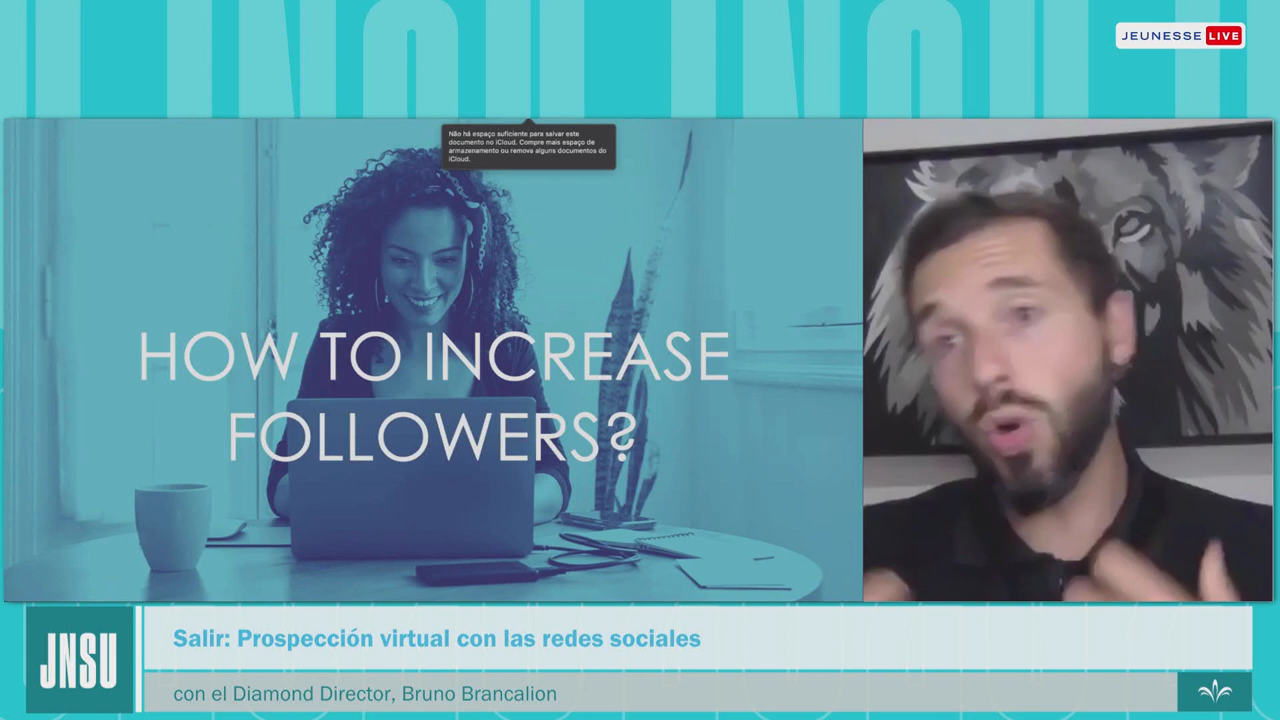 JEUNESSE LIVE
Não há espaço suficiente para salvar este
documento no iCloud. Compre mais espaço de
armazenamento ou remova alguns documentos do
iCloud.
HOW TO INCREASE
FOLLOWERS?
JNSU
Salir: Prospección virtual con las redes sociales
con el Diamond Director, Bruno Brancalion